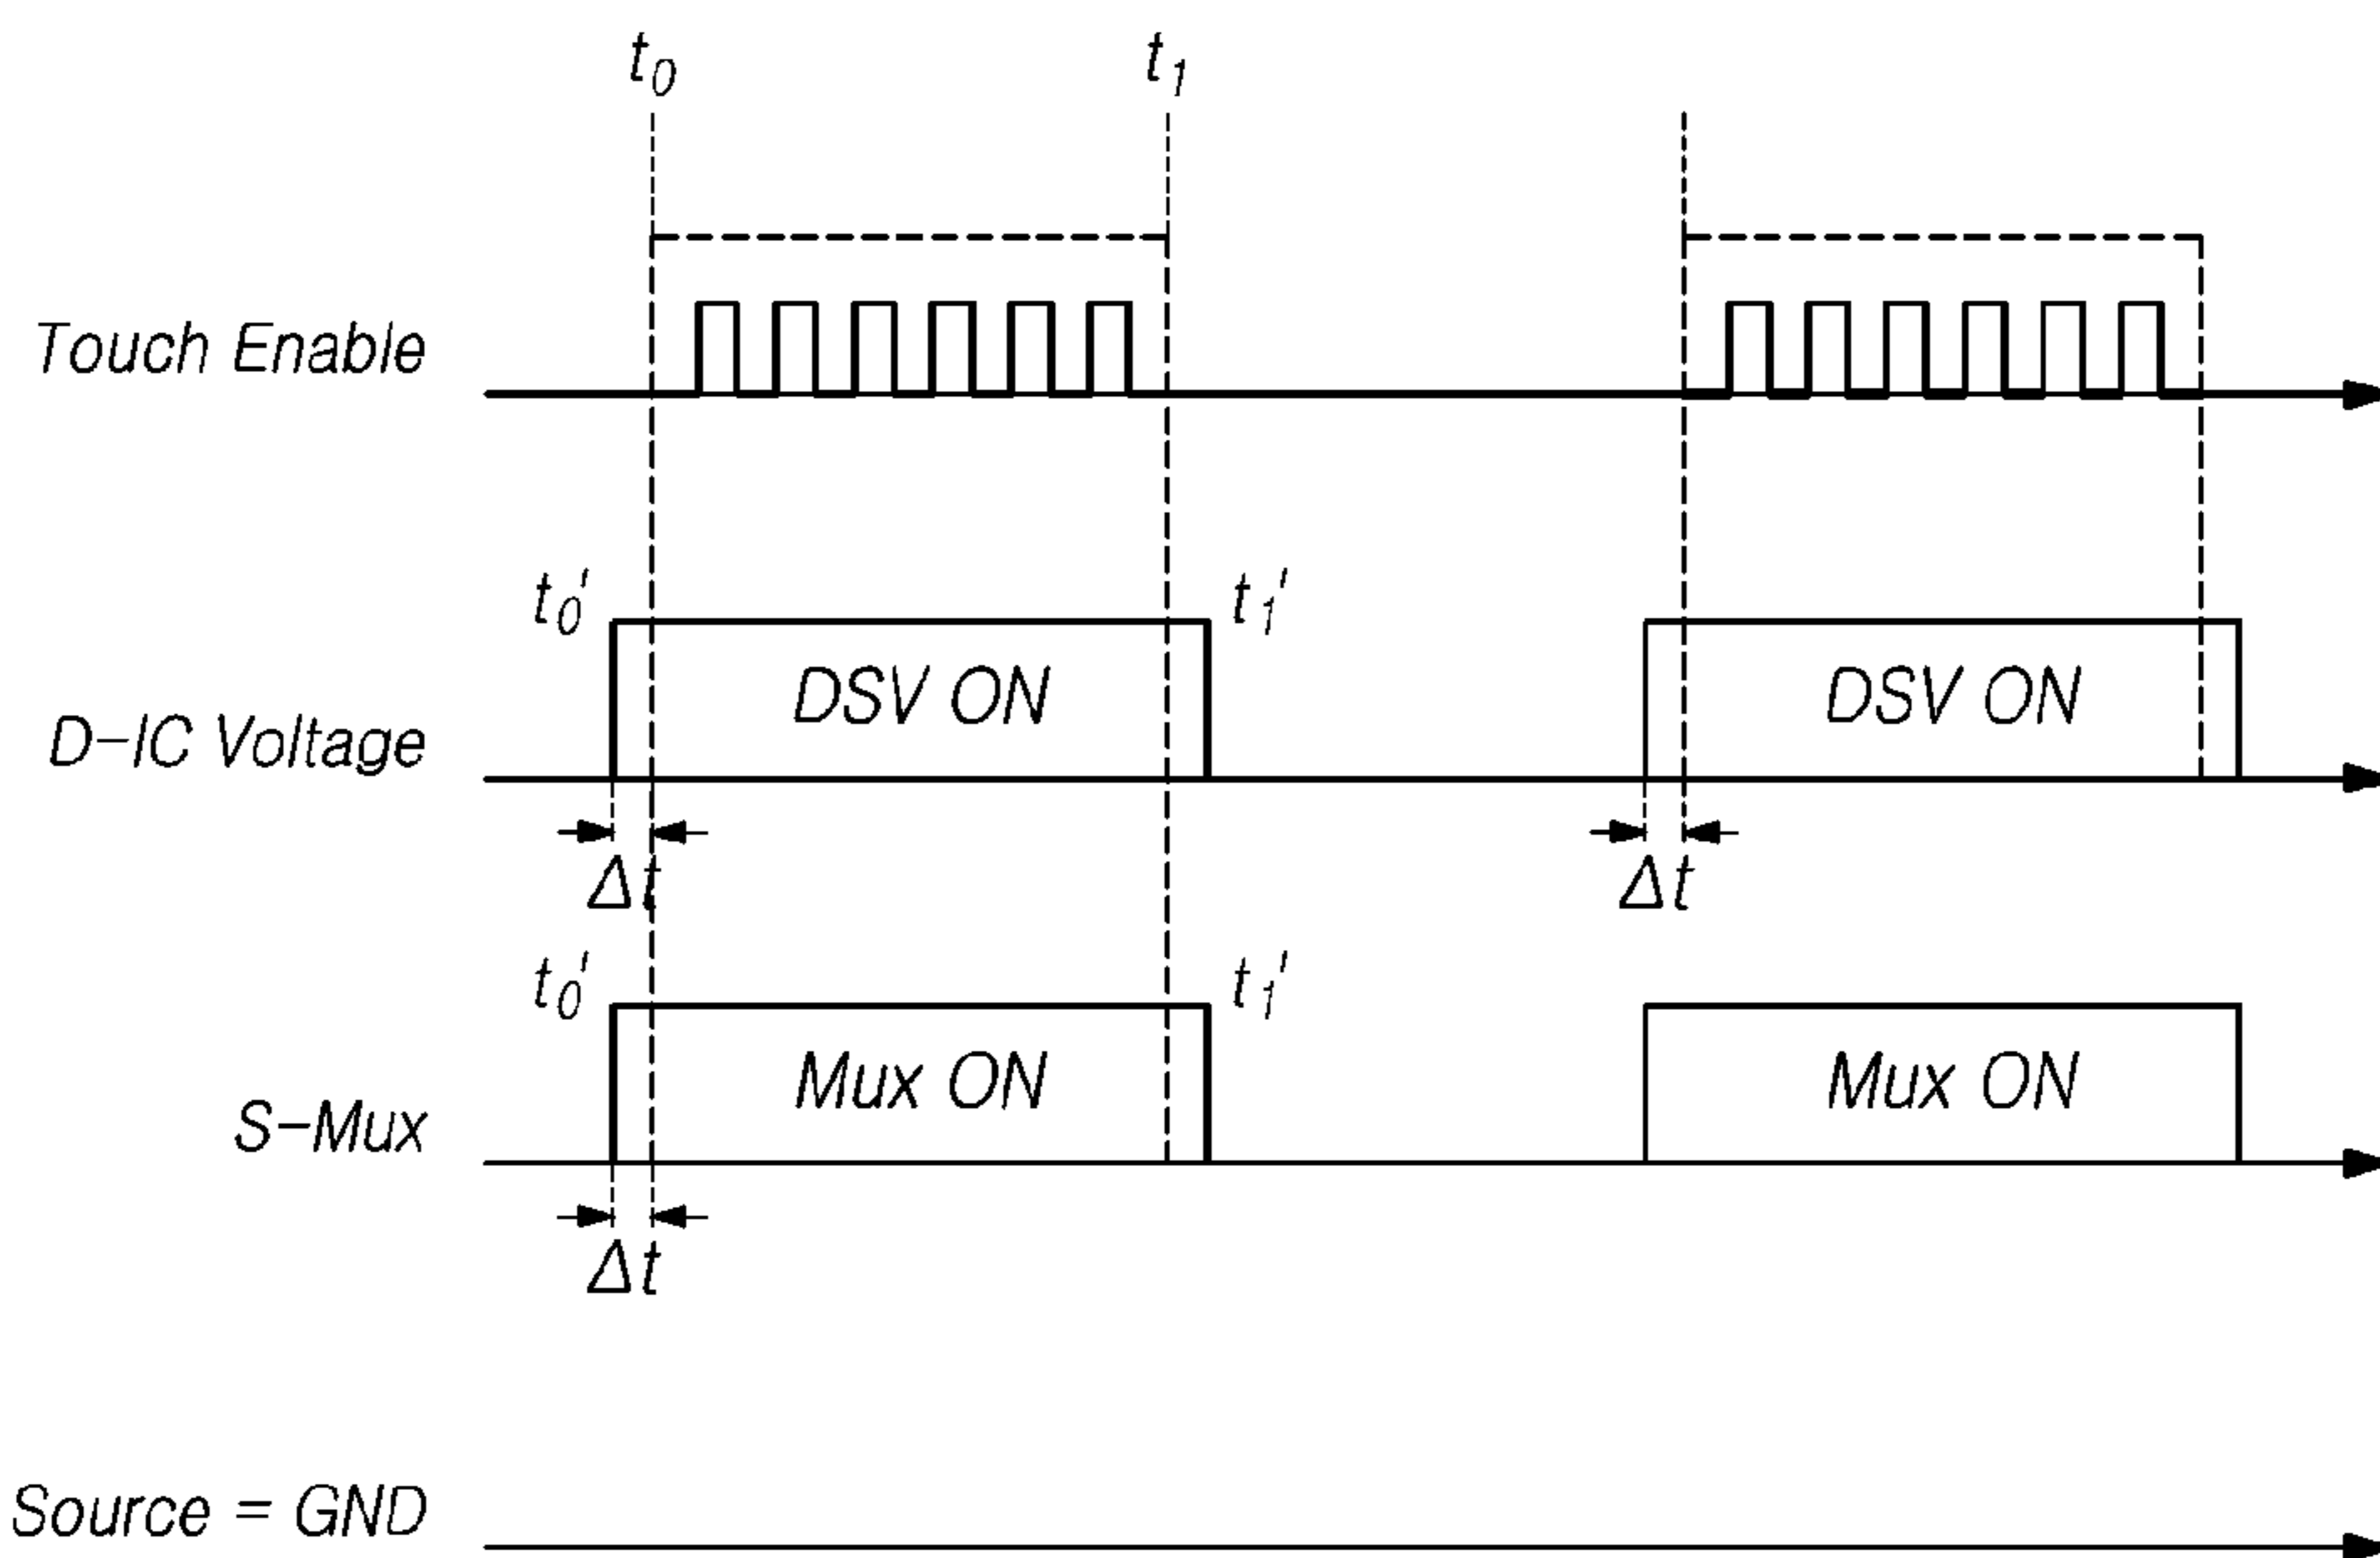 t0 t1
Touch Enable
t0' t1'
DSV ON DSV ON
D-IC Voltage
Δt Δt
t0' t1'
Mux ON Mux ON
S-Mux
Δt
Source = GND